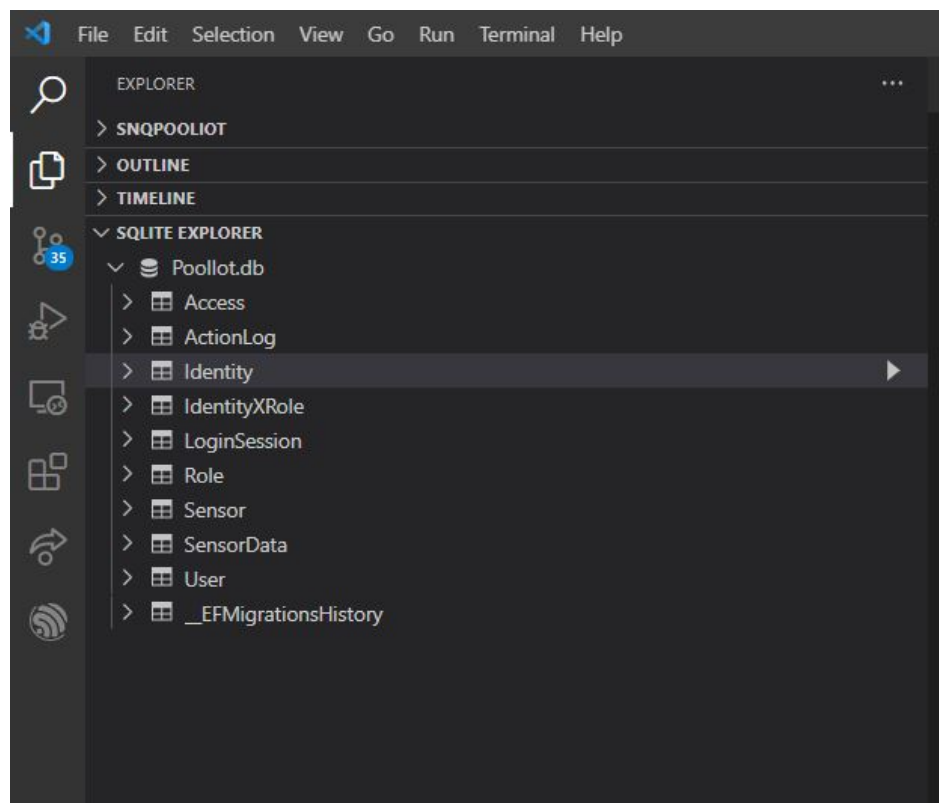 File Edit Selection View Go Run Terminal Help
EXPLORER
SNQPOOLIOT
OUTLINE
TIMELINE
SQLITE EXPLORER
PoolIot.db
Access
ActionLog
Identity
IdentityXRole
LoginSession
Role
Sensor
SensorData
User
__EFMigrationsHistory
35